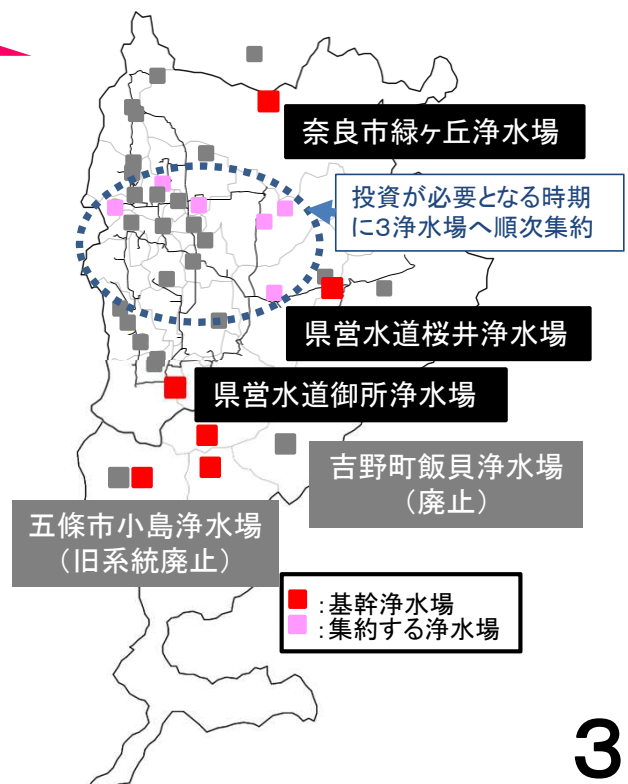 奈良市緑ヶ丘浄水場
投資が必要となる時期
に3浄水場へ順次集約
県営水道桜井浄水場
県営水道御所浄水場
吉野町飯貝浄水場
（廃止）
五條市小島浄水場
（旧系統廃止）
：基幹浄水場
：集約する浄水場
3